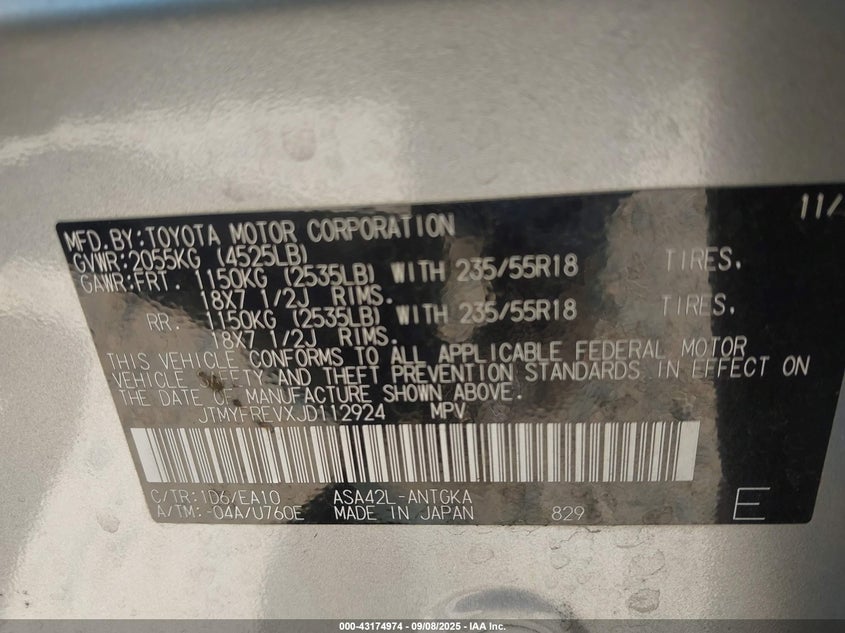 11/
MFD.BY:TOYOTA MOTOR CORPORATION
GVWR:2055KG (4525LB)
GAWR:FRT. 1150KG (2535LB) WITH 235/55R18 TIRES.
18X7 1/2J RIMS.
RR. 1150KG (2535LB) WITH 235/55R18 TIRES.
18X7 1/2J RIMS.
THIS VEHICLE CONFORMS TO ALL APPLICABLE FEDERAL MOTOR
VEHICLE AND THEFT PREVENTION STANDARDS IN EFFECT ON
THE DATE OF MANUFACTURE SHOWN ABOVE.
JTMYFREVXJD112924 MPV
C/TR:1D6/EA10 ASA42L-ANTGKA
A/TM:-04A/U760E MADE IN JAPAN 829 E
000-43174974 - 09/08/2025 - IAA Inc.